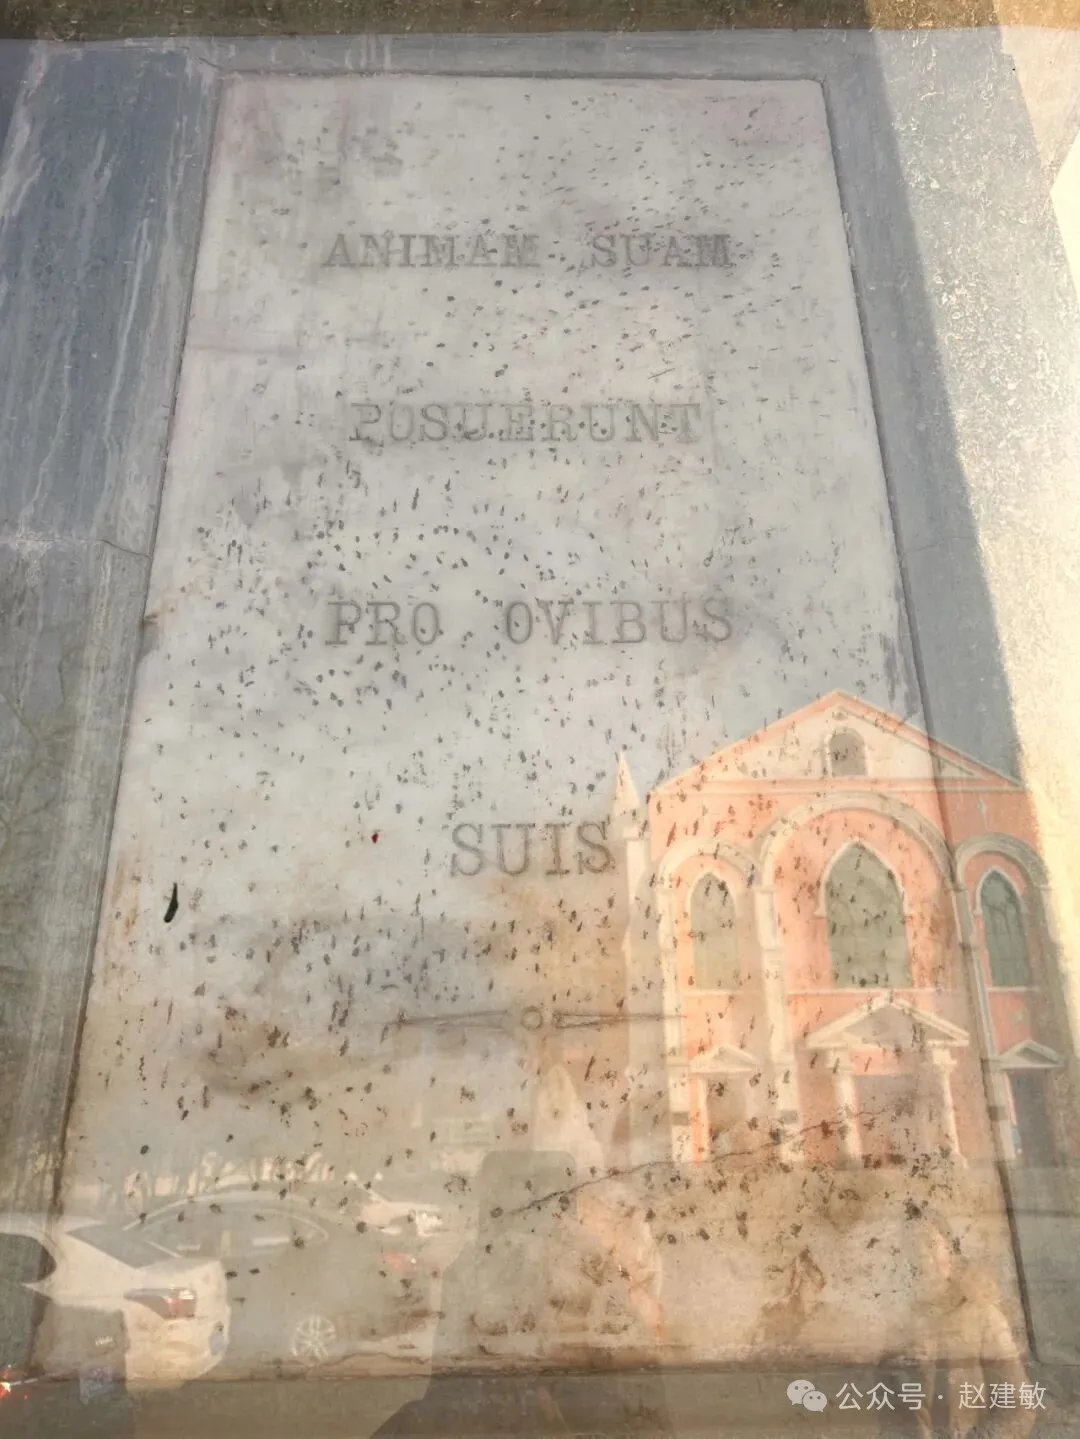 ANIMAM SUAM
POSUERUNT
PRO OVIBUS
SUIS
公众号 · 赵建敏